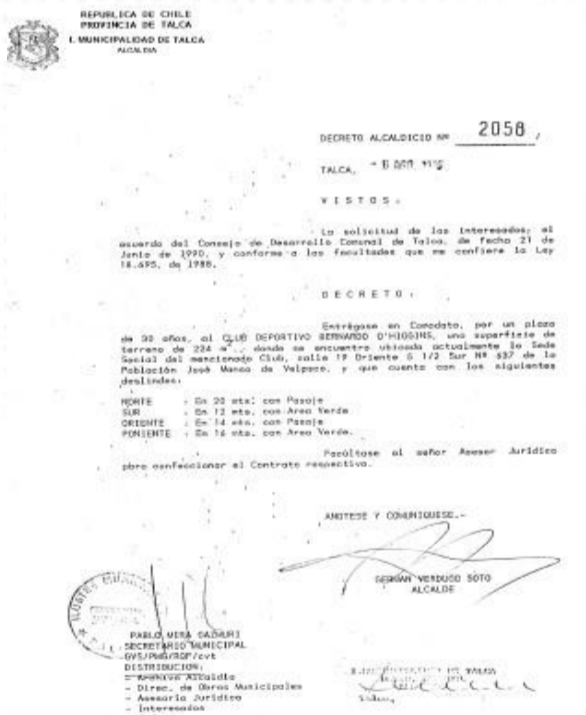 REPUBLICA DE CHILE
PROVINCIA DE TALCA
I. MUNICIPALIDAD DE TALCA
ALCALDIA
DECRETO ALCALDICIO Nº 2058 /
TALCA,
V I S T O S :
La solicitud de los interesados; el
acuerdo del Consejo de Desarrollo Comunal de Talca, de fecha 21 de
Junio de 1990, y conforme a las facultades que me confiere la Ley
18.695, de 1988.
D E C R E T O :
Entrégase en Comodato, por un plazo
de 30 años, al CLUB DEPORTIVO BERNARDO O'HIGGINS, una superficie de
terreno de 224 m², donde se encuentra ubicada actualmente la Sede
Social del mencionado Club, calle 19 Oriente 5 1/2 Sur Nº 637 de la
Población José Manso de Velasco, y que cuenta con los siguientes
deslindes:
NORTE : En 20 mts. con Pasaje
SUR : En 12 mts. con Area Verde
ORIENTE : En 14 mts. con Pasaje
PONIENTE : En 16 mts. con Area Verde.
Facúltase al señor Asesor Jurídico
para confeccionar el Contrato respectivo.
ANOTESE Y COMUNIQUESE.-
GERMAN VERDUGO SOTO
ALCALDE
PABLO
SECRETARIO MUNICIPAL
GVS/PMG/RQP/cvt
DISTRIBUCION:
- Archivo Alcaldía
- Direc. de Obras Municipales
- Asesoría Jurídica
- Interesados